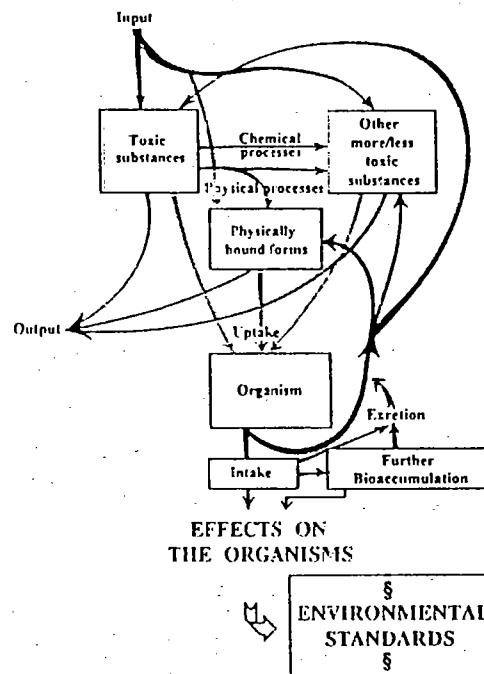 Input
Toxic
substances
Chemical
processes
Other
more/less
toxic
substances
Physical processes
Physically
bound forms
Output
Uptake
Organism
Exretion
Intake
Further
Bioaccumulation
EFFECTS ON
THE ORGANISMS
§
ENVIRONMENTAL
STANDARDS
§